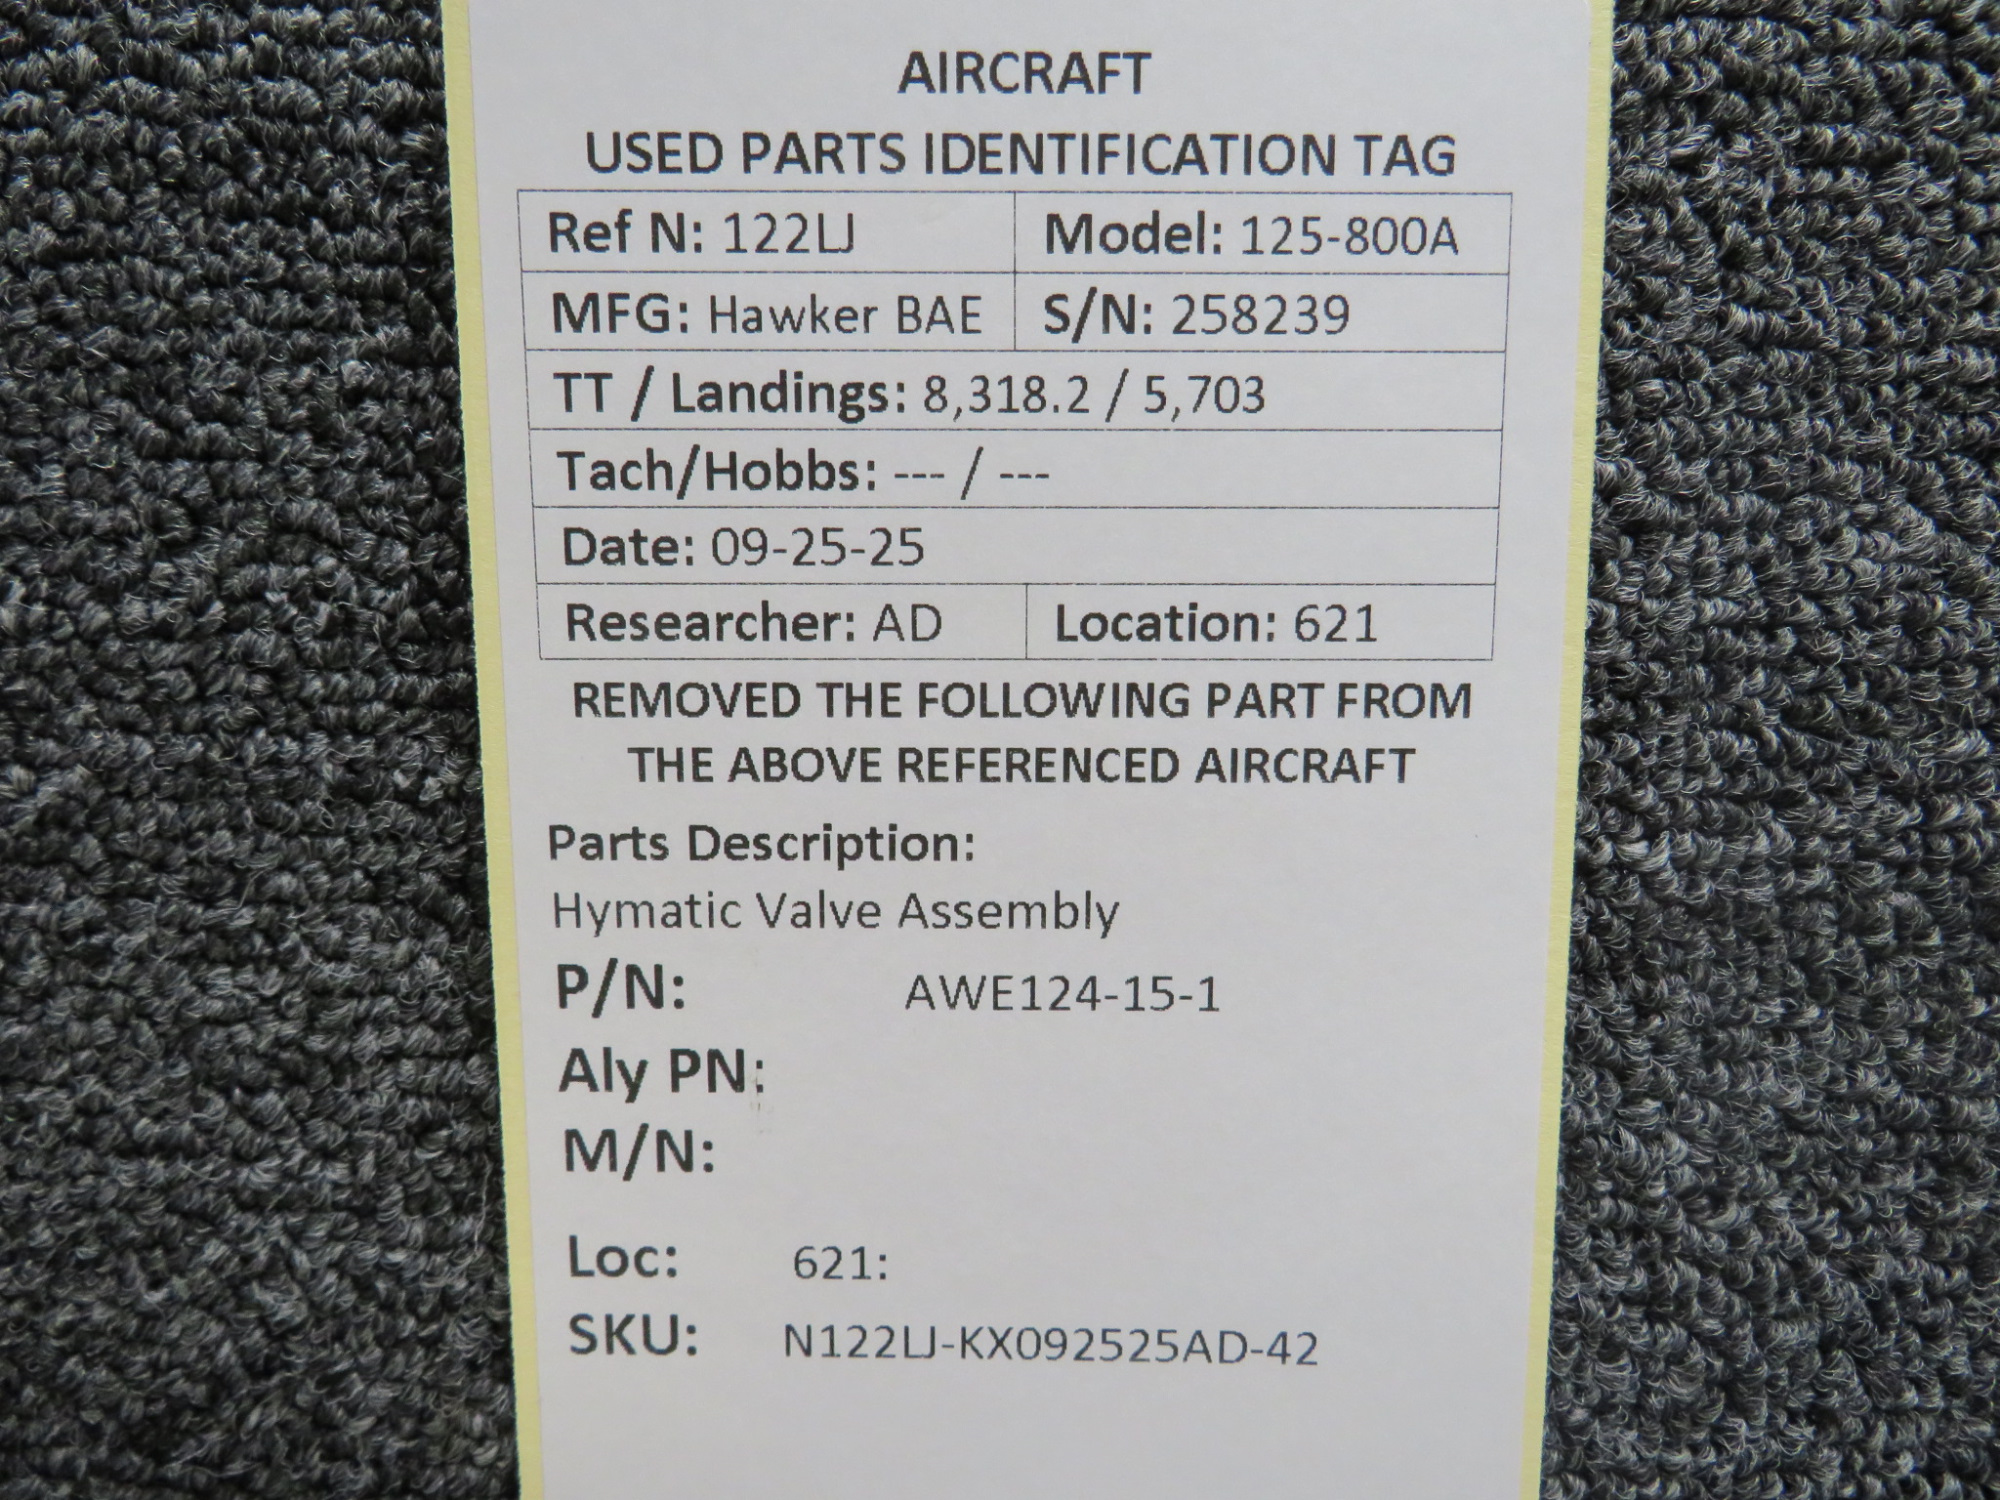 AIRCRAFT
USED PARTS IDENTIFICATION TAG
Ref N: 122LJ Model: 125-800A
MFG: Hawker BAE S/N: 258239
TT / Landings: 8,318.2 / 5,703
Tach/Hobbs: --- / ---
Date: 09-25-25
Researcher: AD Location: 621
REMOVED THE FOLLOWING PART FROM
THE ABOVE REFERENCED AIRCRAFT
Parts Description:
Hymatic Valve Assembly
P/N: AWE124-15-1
Aly PN:
M/N:
Loc: 621:
SKU: N122LJ-KX092525AD-42